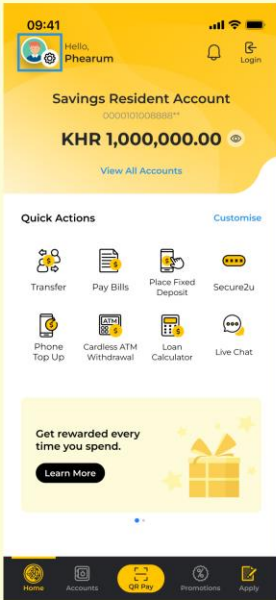 09:41
Hello,
Phearum
Login
Savings Resident Account
0000101008888**
KHR 1,000,000.00
View All Accounts
Quick Actions
Customise
Transfer
Pay Bills
Place Fixed
Deposit
Secure2u
Phone
Top Up
ATM
Cardless ATM
Withdrawal
Loan
Calculator
Live Chat
Get rewarded every
time you spend.
Learn More
Home
Accounts
QR Pay
Promotions
Apply